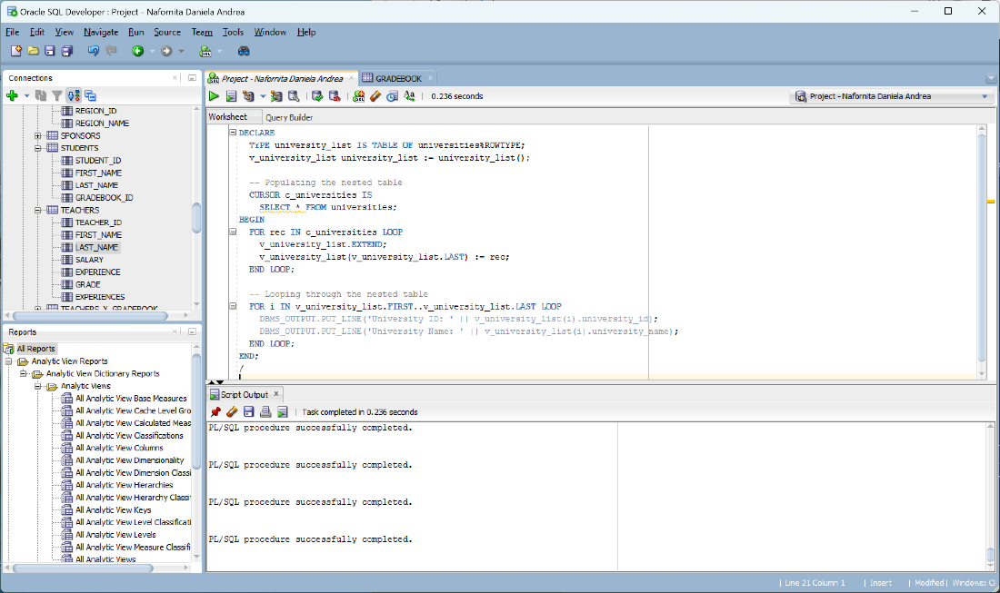 Oracle SQL Developer : Project - Nafornita Daniela Andrea
File Edit View Navigate Run Source Team Tools Window Help
Connections
REGION_ID
REGION_NAME
SPONSORS
STUDENTS
STUDENT_ID
FIRST_NAME
LAST_NAME
GRADEBOOK_ID
TEACHERS
TEACHER_ID
FIRST_NAME
LAST_NAME
SALARY
EXPERIENCE
GRADE
EXPERIENCES
TEACHERS_X_GRADEBOOK
Reports
All Reports
Analytic View Reports
Analytic View Dictionary Reports
Analytic Views
All Analytic View Base Measures
All Analytic View Cache Level Gro
All Analytic View Calculated Meas
All Analytic View Classifications
All Analytic View Columns
All Analytic View Dimensionality
All Analytic View Dimension Classi
All Analytic View Hierarchies
All Analytic View Hierarchy Classif
All Analytic View Keys
All Analytic View Level Classificati
All Analytic View Levels
All Analytic View Measure Classifi
All Analytic Views
Project - Nafornita Daniela Andrea GRADEBOOK
0.236 seconds Project - Nafornita Daniela Andrea
Worksheet Query Builder
DECLARE
TYPE university_list IS TABLE OF universities%ROWTYPE;
v_university_list university_list := university_list();
-- Populating the nested table
CURSOR c_universities IS
SELECT * FROM universities;
BEGIN
FOR rec IN c_universities LOOP
v_university_list.EXTEND;
v_university_list(v_university_list.LAST) := rec;
END LOOP;
-- Looping through the nested table
FOR i IN v_university_list.FIRST..v_university_list.LAST LOOP
DBMS_OUTPUT.PUT_LINE('University ID: ' || v_university_list(i).university_id);
DBMS_OUTPUT.PUT_LINE('University Name: ' || v_university_list(i).university_name);
END LOOP;
END;
/
Script Output
Task completed in 0.236 seconds
PL/SQL procedure successfully completed.
PL/SQL procedure successfully completed.
PL/SQL procedure successfully completed.
PL/SQL procedure successfully completed.
Line 21 Column 1 | Insert | Modified | Windows: C